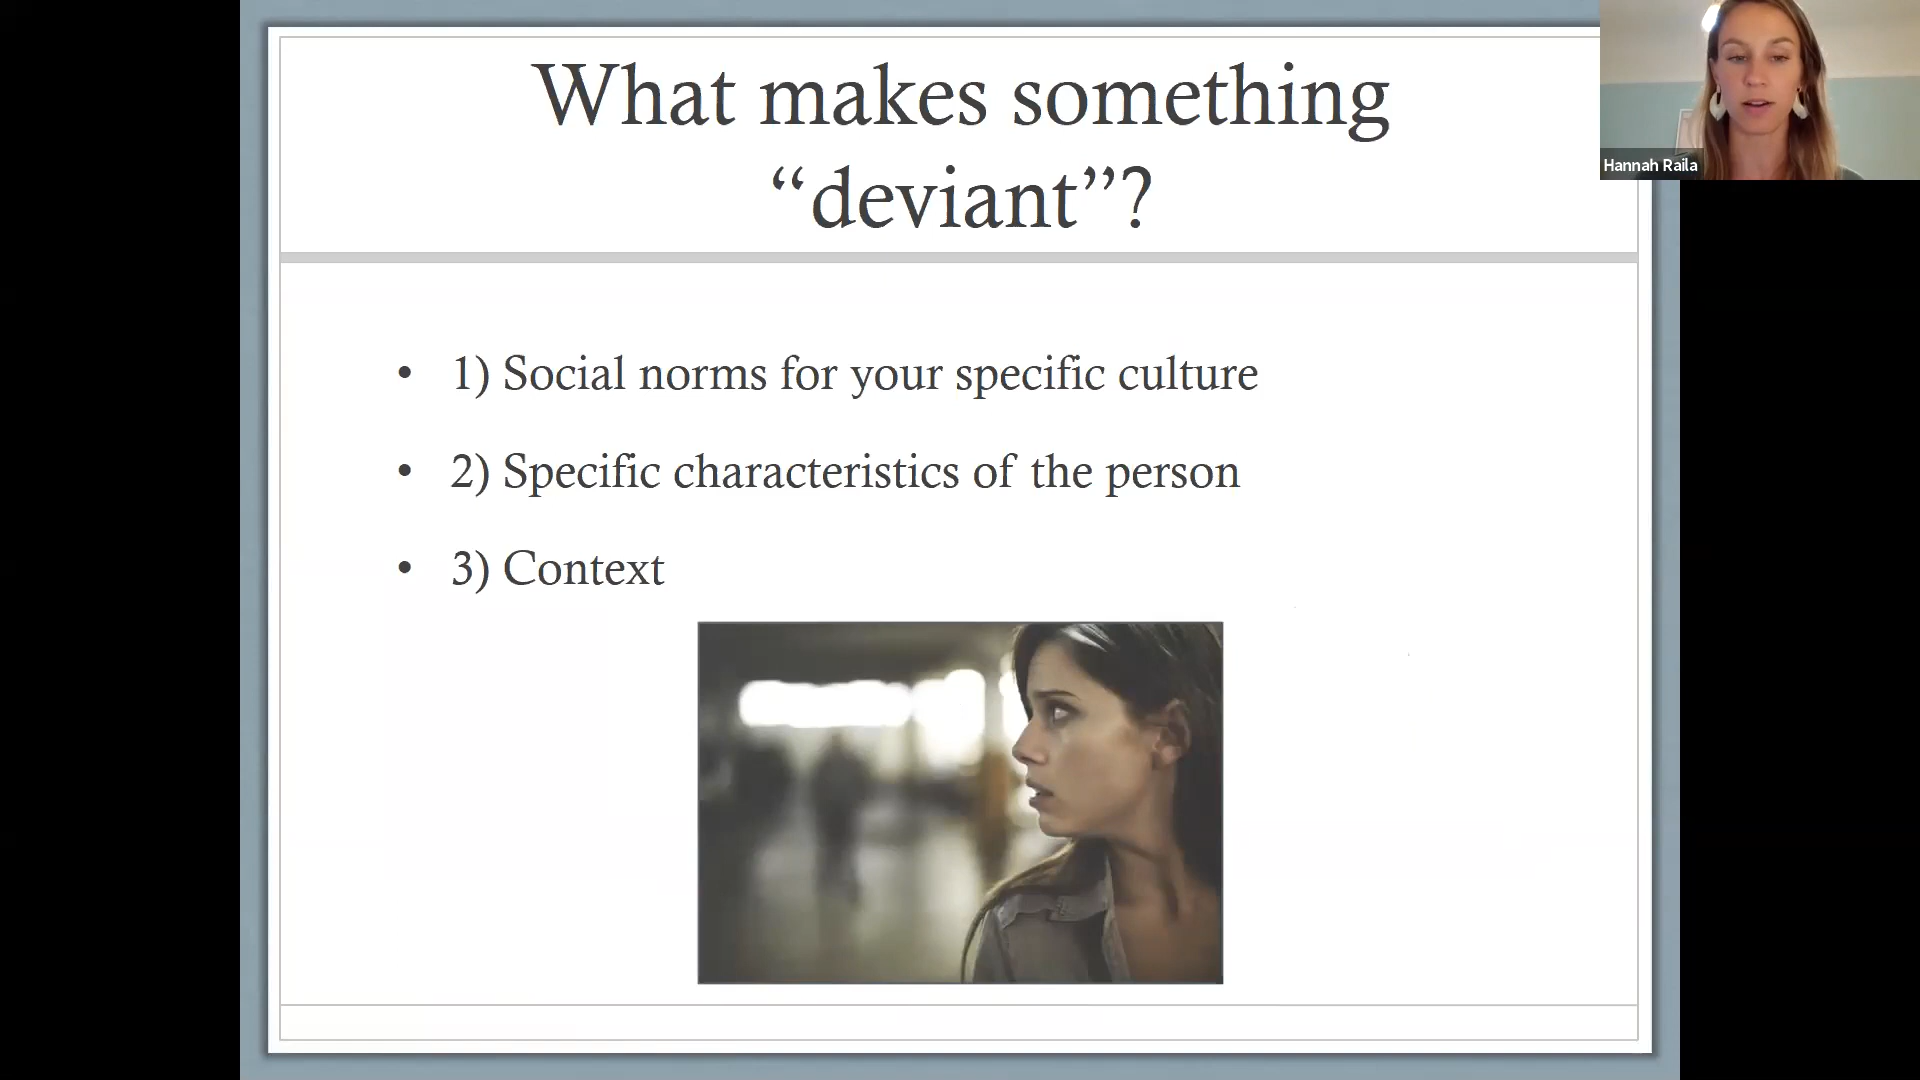 What makes something
“deviant”?
Hannah Raila
• 1) Social norms for your specific culture
• 2) Specific characteristics of the person
• 3) Context